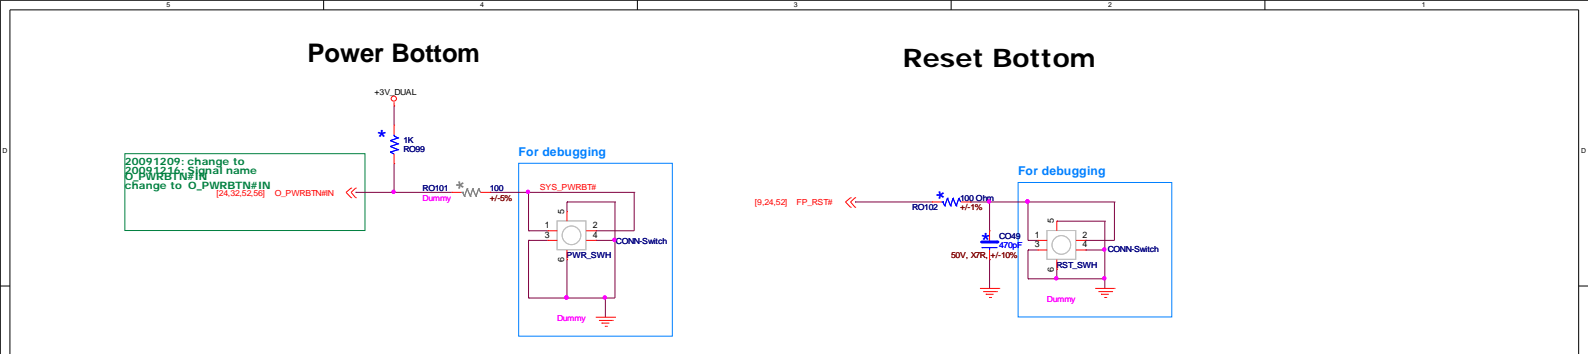 5 4 3 2 1
Power Bottom
Reset Bottom
+3V_DUAL
*
1K
RO99
20091209: change to
O_PWRBTN#IN
20091216: Signal name
change to O_PWRBTN#IN
[24,32,52,56] O_PWRBTN#IN
RO101
Dummy
*
100
+/-5%
For debugging
SYS_PWRBT#
5
1 2
3 4
6
CONN-Switch
PWR_SWH
Dummy
[9,24,52] FP_RST#
RO102
*
100 Ohm
+/-1%
*
CO49
470pF
50V, X7R, +/-10%
For debugging
5
1 2
3 4
6
CONN-Switch
RST_SWH
Dummy
D
D